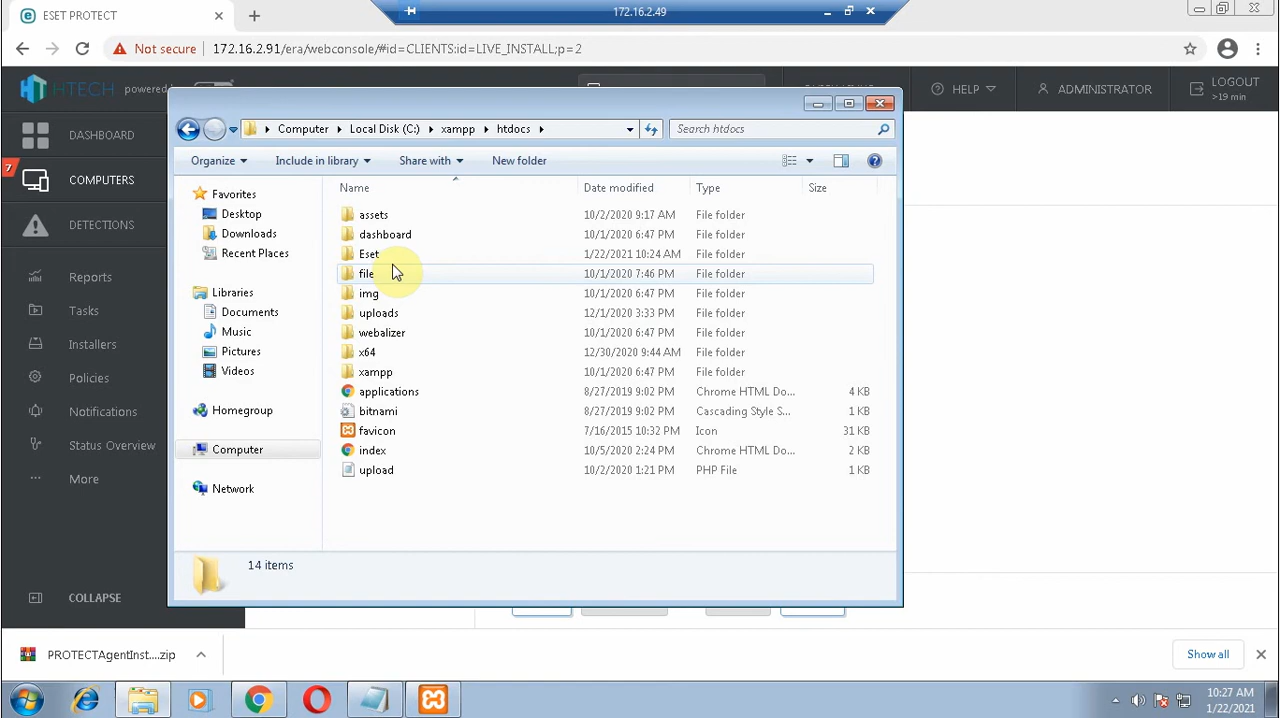 ESET PROTECT
172.16.2.49
Not secure
172.16.2.91/era/webconsole/#id=CLIENTS:id=LIVE_INSTALL;p=2
HTECH powered
HELP
ADMINISTRATOR
LOGOUT
>19 min
DASHBOARD
7
COMPUTERS
DETECTIONS
Reports
Tasks
Installers
Policies
Notifications
Status Overview
More
COLLAPSE
Computer
Local Disk (C:)
xampp
htdocs
Search htdocs
Organize
Include in library
Share with
New folder
Favorites
Desktop
Downloads
Recent Places
Libraries
Documents
Music
Pictures
Videos
Homegroup
Computer
Network
Name Date modified Type Size
assets 10/2/2020 9:17 AM File folder
dashboard 10/1/2020 6:47 PM File folder
Eset 1/22/2021 10:24 AM File folder
file 10/1/2020 7:46 PM File folder
img 10/1/2020 6:47 PM File folder
uploads 12/1/2020 3:33 PM File folder
webalizer 10/1/2020 6:47 PM File folder
x64 12/30/2020 9:44 AM File folder
xampp 10/1/2020 6:47 PM File folder
applications 8/27/2019 9:02 PM Chrome HTML Do... 4 KB
bitnami 8/27/2019 9:02 PM Cascading Style S... 1 KB
favicon 7/16/2015 10:32 PM Icon 31 KB
index 10/5/2020 2:24 PM Chrome HTML Do... 2 KB
upload 10/2/2020 1:21 PM PHP File 1 KB
14 items
PROTECTAgentInst....zip
Show all
10:27 AM
1/22/2021